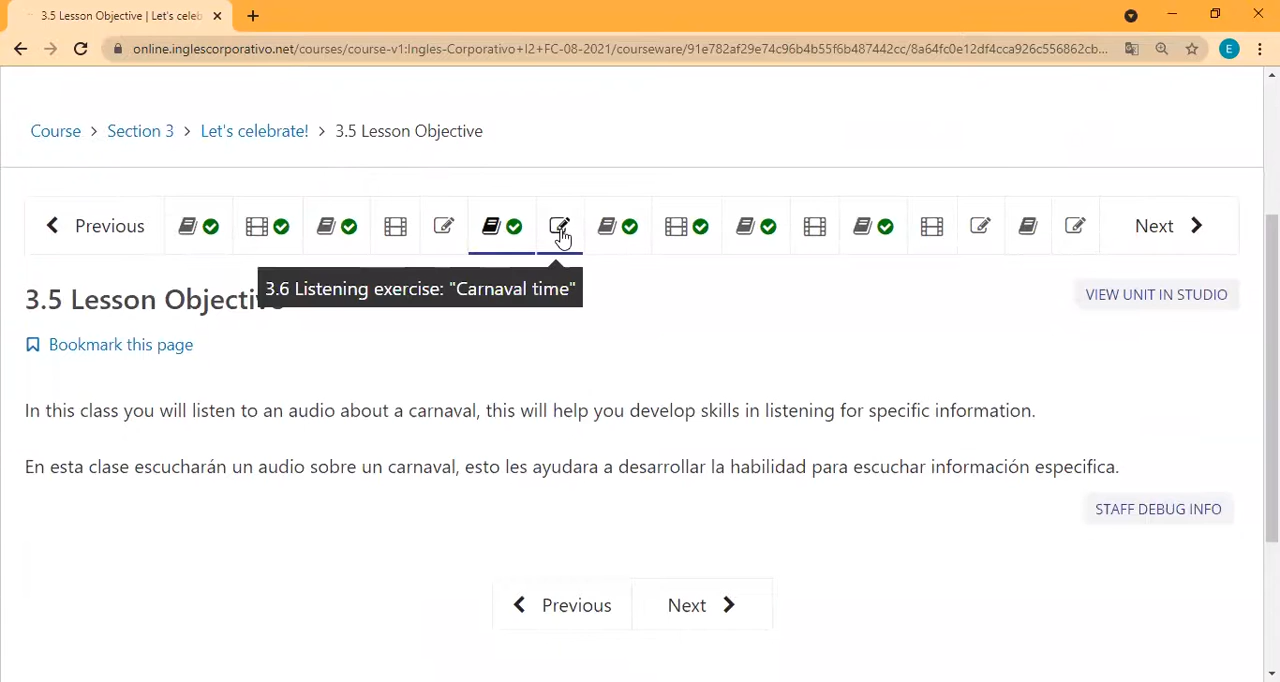 3.5 Lesson Objective | Let's celeb
online.inglescorporativo.net/courses/course-v1:Ingles-Corporativo+I2+FC-08-2021/courseware/91e782af29e74c96b4b55f6b487442cc/8a64fc0e12df4cca926c556862cb...
E
Course > Section 3 > Let's celebrate! > 3.5 Lesson Objective
Previous
Next
3.6 Listening exercise: "Carnaval time"
3.5 Lesson Objective
VIEW UNIT IN STUDIO
Bookmark this page
In this class you will listen to an audio about a carnaval, this will help you develop skills in listening for specific information.
En esta clase escucharán un audio sobre un carnaval, esto les ayudara a desarrollar la habilidad para escuchar información especifica.
STAFF DEBUG INFO
Previous
Next